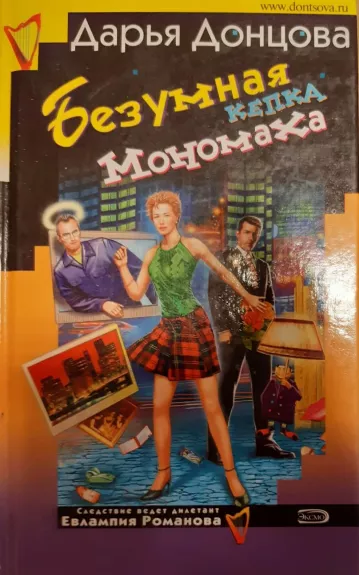 www.dontsova.ru
Дарья Донцова
Безумная
кепка
Мономаха
Следствие ведет дилетант
Евлампия Романова
ЭКСМО